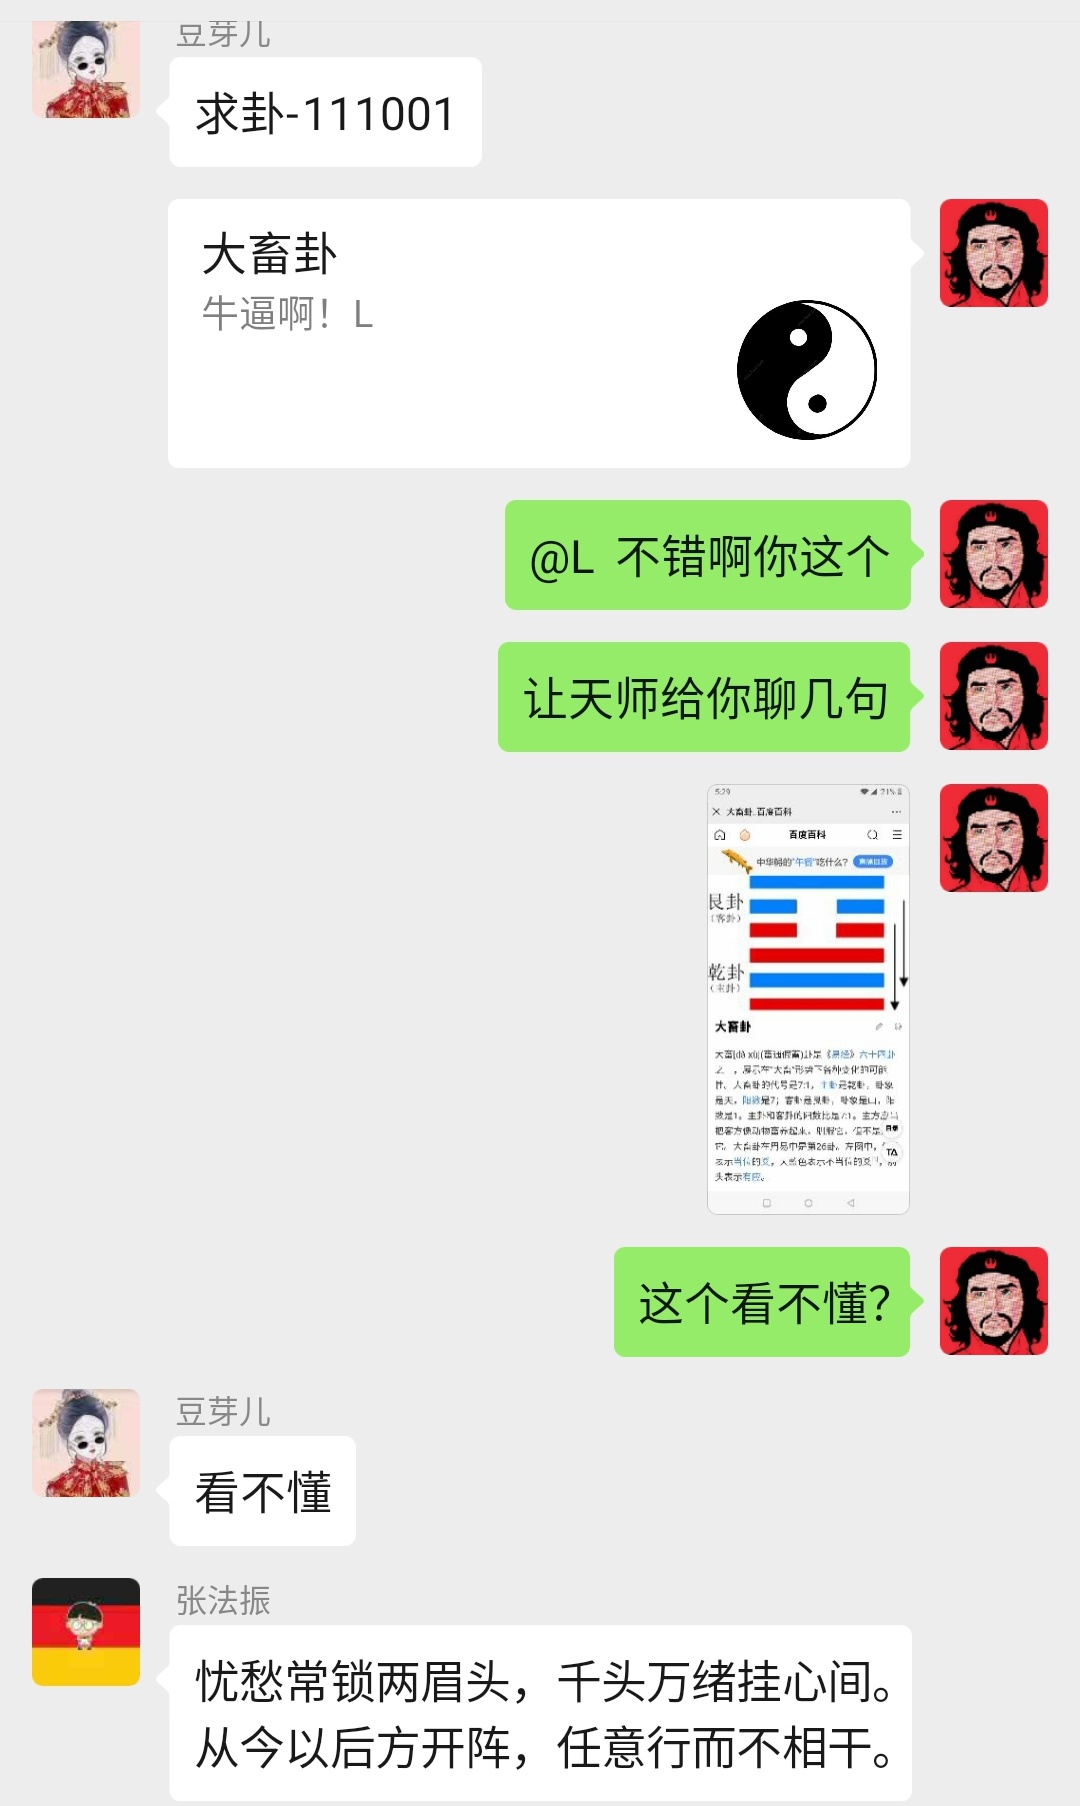 豆芽儿
求卦-111001
大畜卦
牛逼啊！L
@L 不错啊你这个
让天师给你聊几句
5:29
21%
大畜卦_百度百科
百度百科
艮卦
（客卦）
乾卦
（主卦）
大畜卦
这个看不懂？
豆芽儿
看不懂
张法振
忧愁常锁两眉头，千头万绪挂心间。
从今以后方开阵，任意行而不相干。